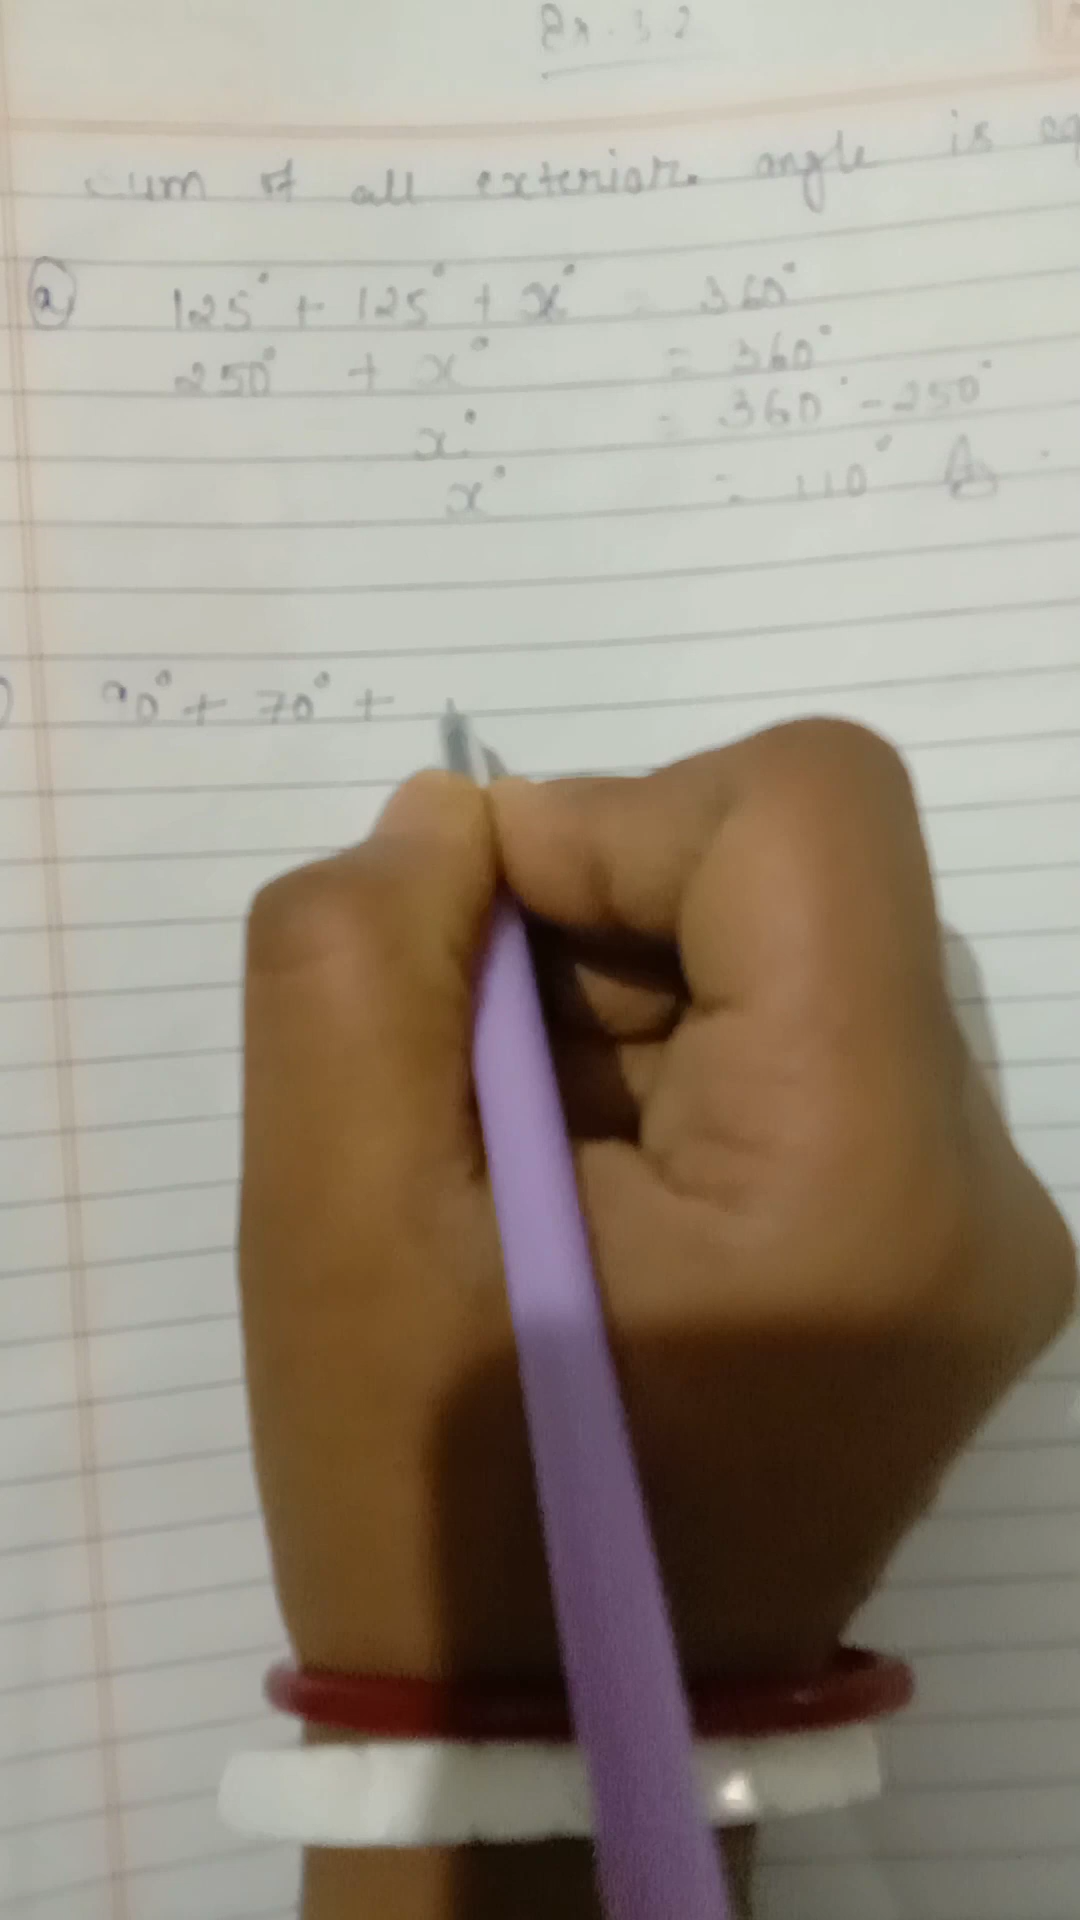 Ex. 3.2
sum of all exterior angle is eq
(a) 125° + 125° + x° = 360°
250° + x° = 360°
x° = 360° - 250°
x° = 110°
90° + 70° +